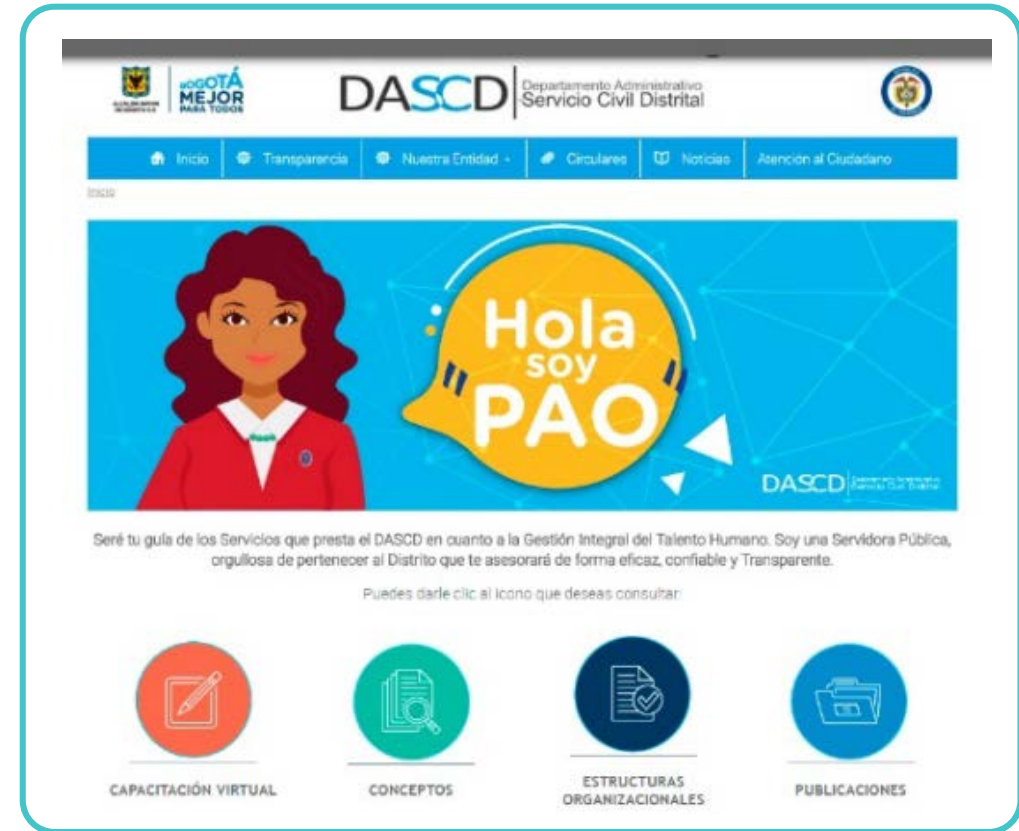 BOGOTÁ
MEJOR
PARA TODOS
DASCD
Departamento Administrativo
Servicio Civil Distrital
Inicio
Transparencia
Nuestra Entidad
Circulares
Noticias
Atención al Ciudadano
Inicio
Hola
soy
"PAO"
DASCD
Seré tu guía de los Servicios que presta el DASCD en cuanto a la Gestión Integral del Talento Humano. Soy una Servidora Pública,
orgullosa de pertenecer al Distrito que te asesorará de forma eficaz, confiable y Transparente.
Puedes darle clic al icono que deseas consultar
CAPACITACIÓN VIRTUAL
CONCEPTOS
ESTRUCTURAS
ORGANIZACIONALES
PUBLICACIONES